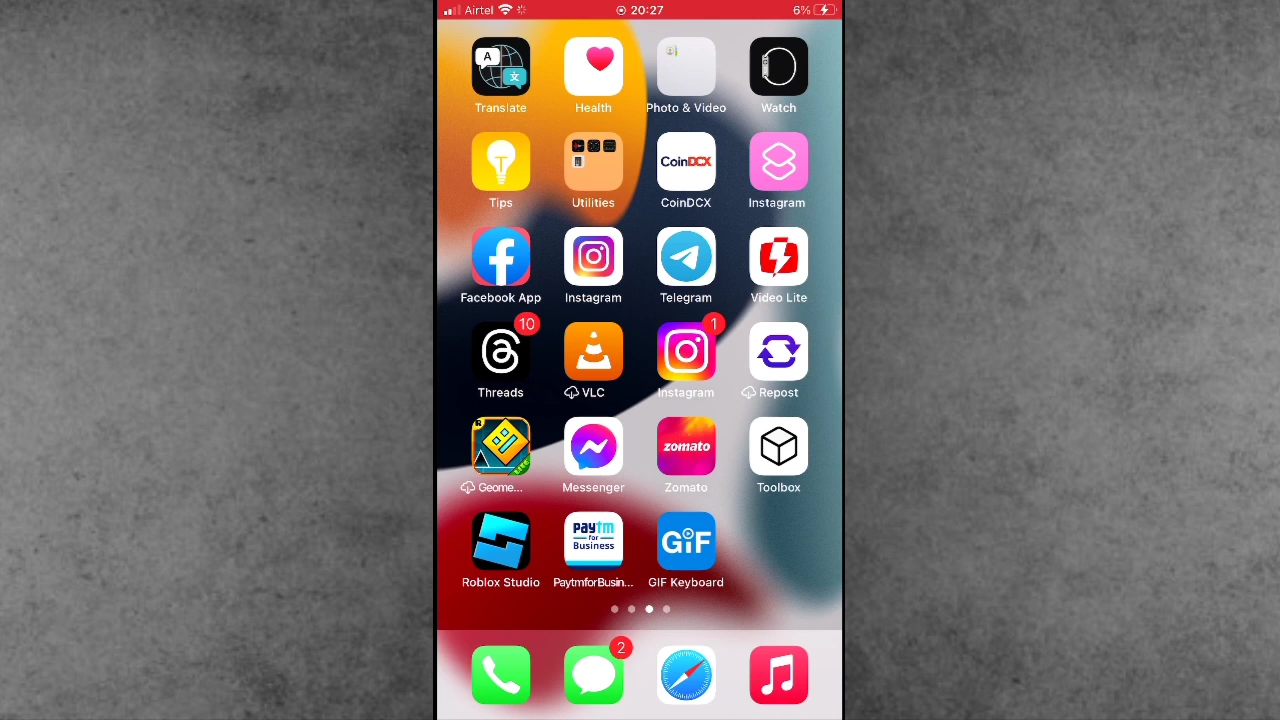 Airtel 20:27 6%
A 文
Translate Health Photo & Video Watch
CoinDCX
Tips Utilities CoinDCX Instagram
Facebook App Instagram Telegram Video Lite
10 1
Threads VLC Instagram Repost
zomato
Geome... Messenger Zomato Toolbox
paytm
for
Business
GIF
Roblox Studio PaytmforBusin... GIF Keyboard
2